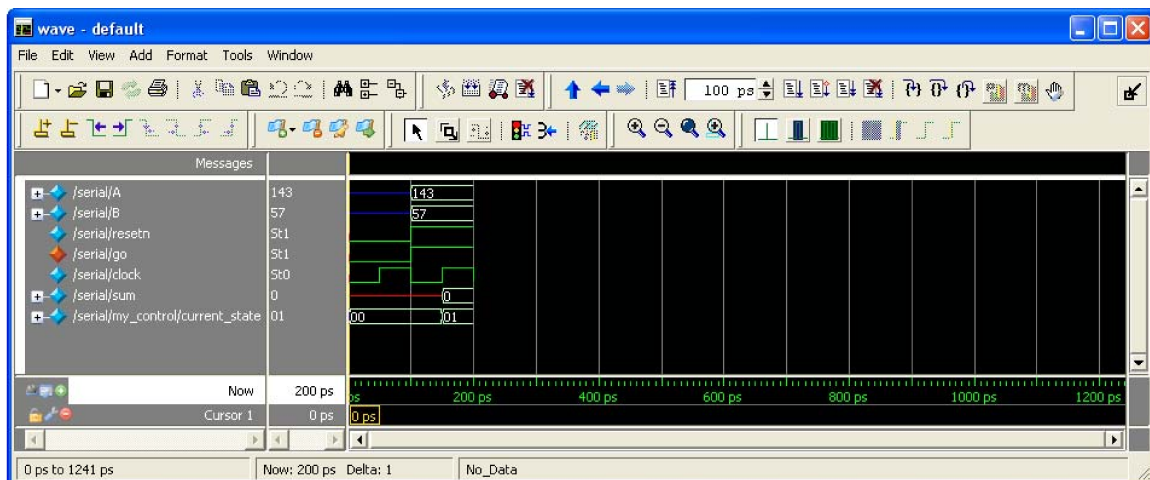 wave - default
File Edit View Add Format Tools Window
100 ps
Messages
/serial/A 143 143
/serial/B 57 57
/serial/resetn St1
/serial/go St1
/serial/clock St0
/serial/sum 0 0
/serial/my_control/current_state 01 00 01
Now 200 ps ps 200 ps 400 ps 600 ps 800 ps 1000 ps 1200 ps
Cursor 1 0 ps 0 ps
0 ps to 1241 ps Now: 200 ps Delta: 1 No_Data